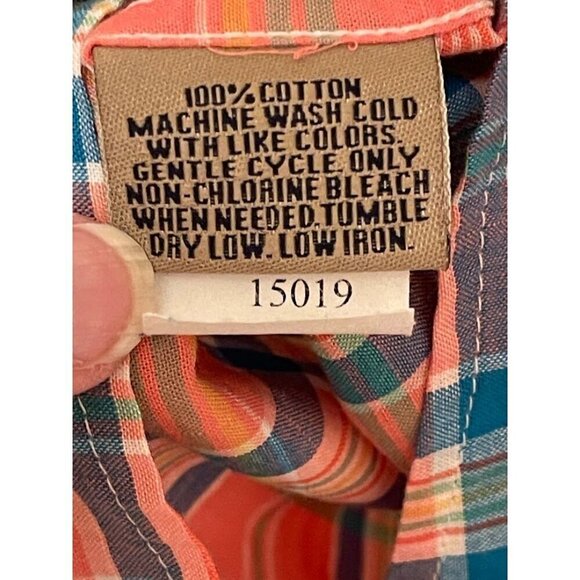 100% COTTON
MACHINE WASH COLD
WITH LIKE COLORS,
GENTLE CYCLE. ONLY
NON-CHLORINE BLEACH
WHEN NEEDED. TUMBLE
DRY LOW. LOW IRON.
15019